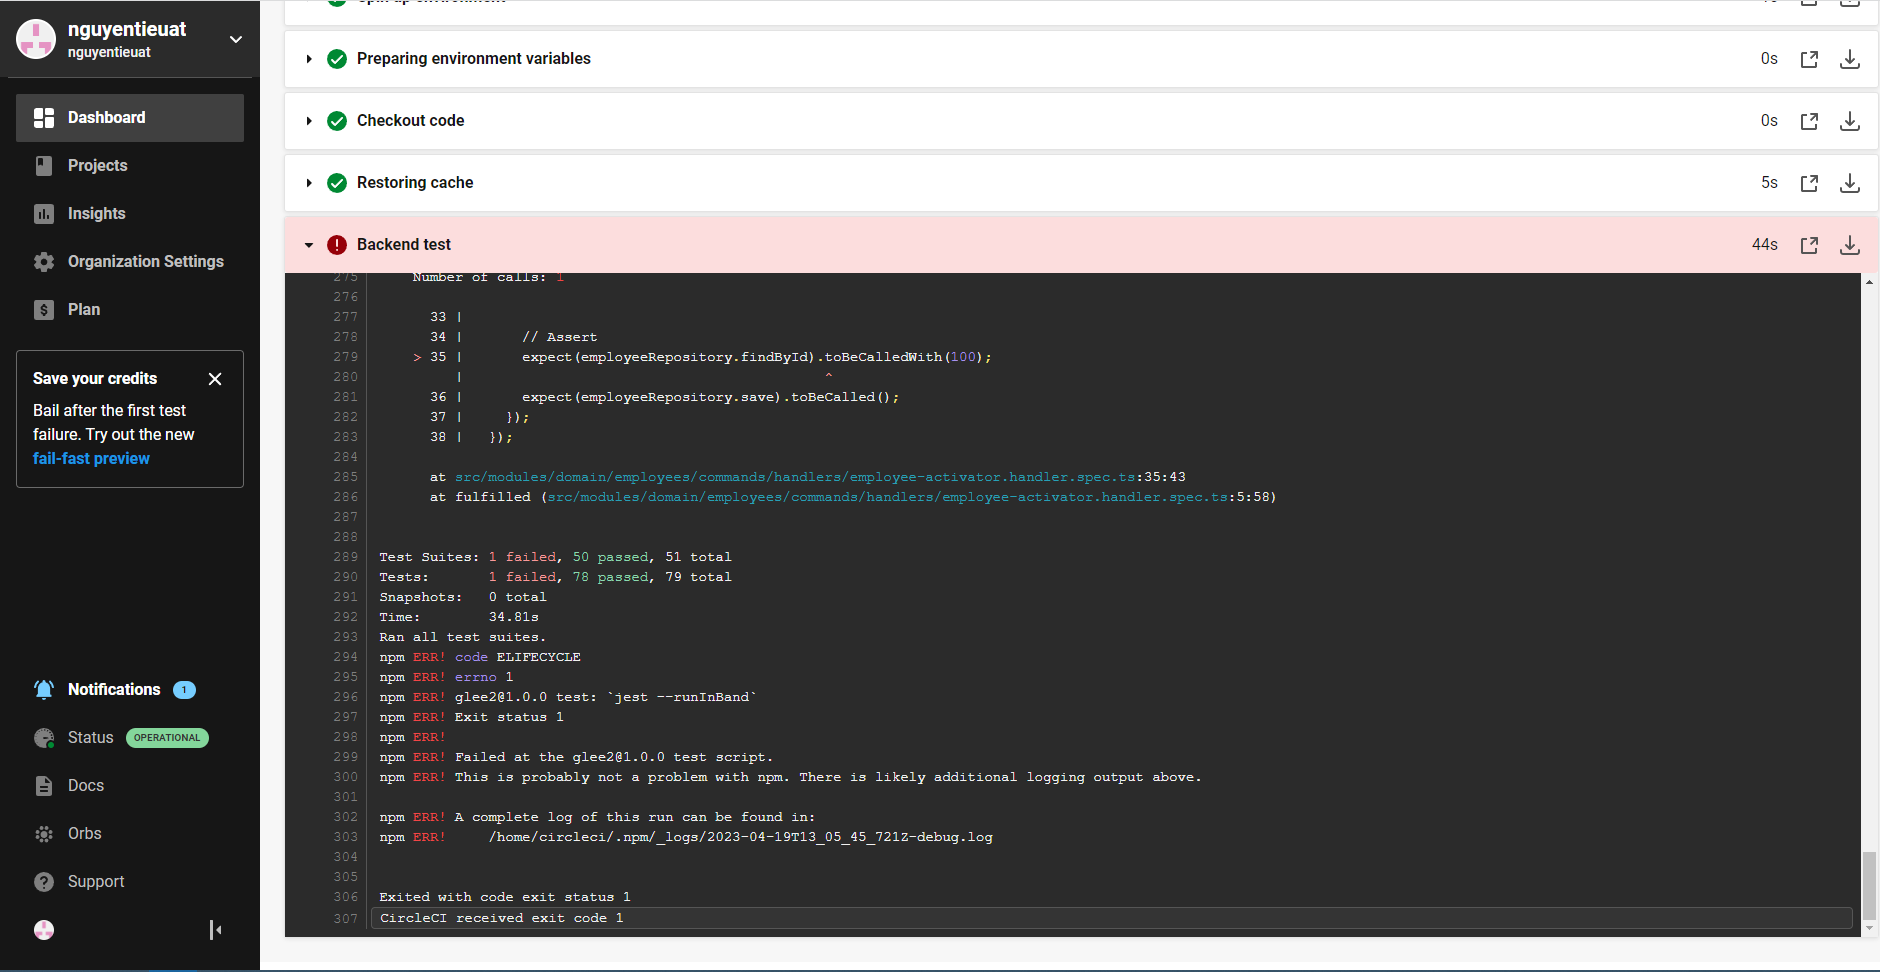 nguyentieuat
nguyentieuat
Dashboard
Projects
Insights
Organization Settings
Plan
Save your credits
Bail after the first test
failure. Try out the new
fail-fast preview
Notifications 1
Status OPERATIONAL
Docs
Orbs
Support
Preparing environment variables 0s
Checkout code 0s
Restoring cache 5s
Backend test 44s
275 Number of calls: 1
276
277 33 |
278 34 | // Assert
279 > 35 | expect(employeeRepository.findById).toBeCalledWith(100);
280 | ^
281 36 | expect(employeeRepository.save).toBeCalled();
282 37 | });
283 38 | });
284
285 at src/modules/domain/employees/commands/handlers/employee-activator.handler.spec.ts:35:43
286 at fulfilled (src/modules/domain/employees/commands/handlers/employee-activator.handler.spec.ts:5:58)
287
288
289 Test Suites: 1 failed, 50 passed, 51 total
290 Tests: 1 failed, 78 passed, 79 total
291 Snapshots: 0 total
292 Time: 34.81s
293 Ran all test suites.
294 npm ERR! code ELIFECYCLE
295 npm ERR! errno 1
296 npm ERR! glee2@1.0.0 test: `jest --runInBand`
297 npm ERR! Exit status 1
298 npm ERR!
299 npm ERR! Failed at the glee2@1.0.0 test script.
300 npm ERR! This is probably not a problem with npm. There is likely additional logging output above.
301
302 npm ERR! A complete log of this run can be found in:
303 npm ERR! /home/circleci/.npm/_logs/2023-04-19T13_05_45_721Z-debug.log
304
305
306 Exited with code exit status 1
307 CircleCI received exit code 1